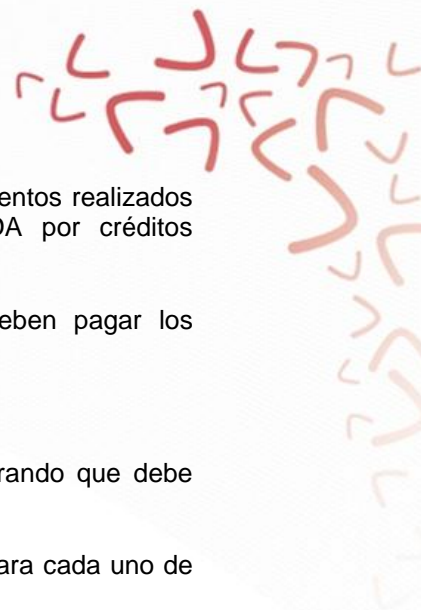 entos realizados
DA por créditos
eben pagar los
rando que debe
ara cada uno de